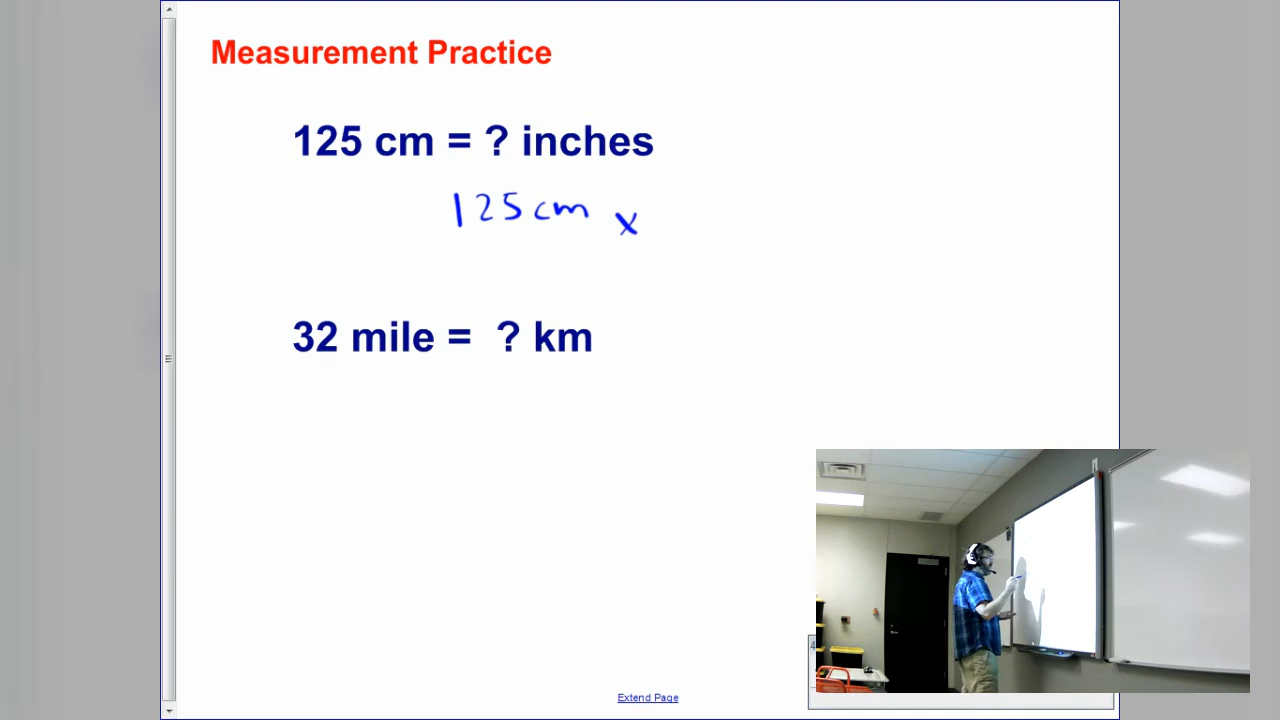 Measurement Practice
125 cm = ? inches
125 cm x
32 mile = ? km
Extend Page